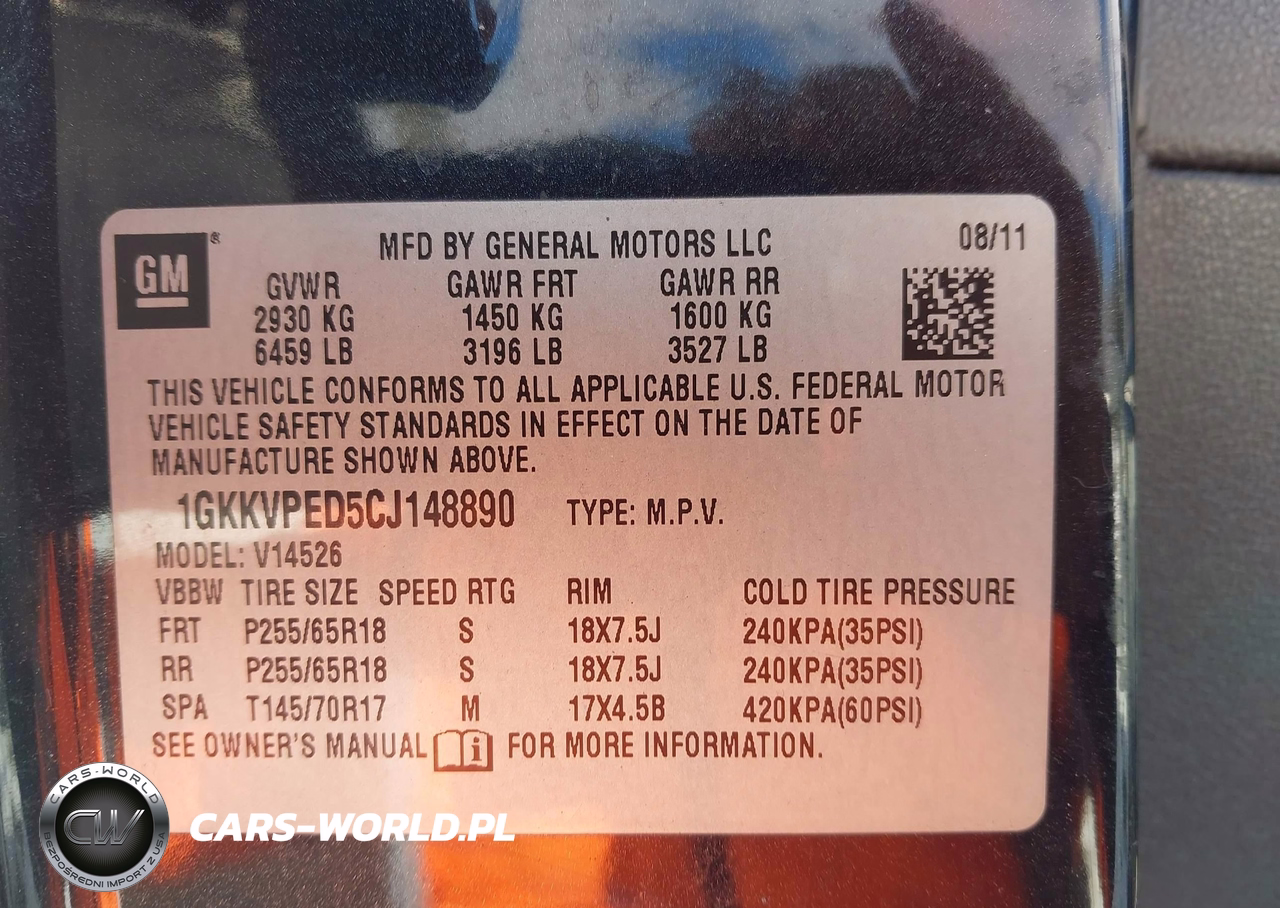 GM®
MFD BY GENERAL MOTORS LLC 08/11
GVWR GAWR FRT GAWR RR
2930 KG 1450 KG 1600 KG
6459 LB 3196 LB 3527 LB
THIS VEHICLE CONFORMS TO ALL APPLICABLE U.S. FEDERAL MOTOR
VEHICLE SAFETY STANDARDS IN EFFECT ON THE DATE OF
MANUFACTURE SHOWN ABOVE.
1GKKVPED5CJ148890 TYPE: M.P.V.
MODEL: V14526
VBBW TIRE SIZE SPEED RTG RIM COLD TIRE PRESSURE
FRT P255/65R18 S 18X7.5J 240KPA(35PSI)
RR P255/65R18 S 18X7.5J 240KPA(35PSI)
SPA T145/70R17 M 17X4.5B 420KPA(60PSI)
SEE OWNER'S MANUAL FOR MORE INFORMATION.
CARS-WORLD
CW
BEZPOŚREDNI IMPORT Z USA
CARS-WORLD.PL